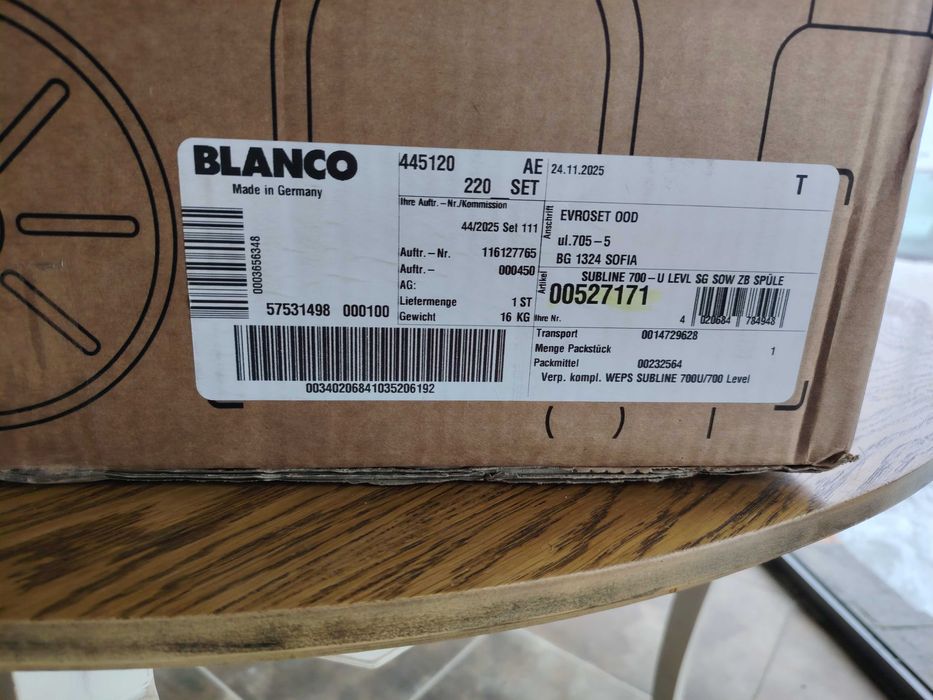 BLANCO
Made in Germany
445120 AE
220 SET
24.11.2025
T
Ihre Auftr. - Nr./Kommission
44/2025 Set 111
Auftr. - Nr. 116127765
Auftr. - 000450
AG:
Liefermenge 1 ST
Gewicht 16 KG
Anschrift
EVROSET OOD
ul.705 - 5
BG 1324 SOFIA
Artikel
SUBLINE 700 - U LEVL SG SOW ZB SPÜLE
00527171
Ihre Nr.
4 020684 784948
0003656348
57531498 000100
00340206841035206192
Transport 0014729628
Menge Packstück 1
Packmittel 00232564
Verp. kompl. WEPS SUBLINE 700U/700 Level